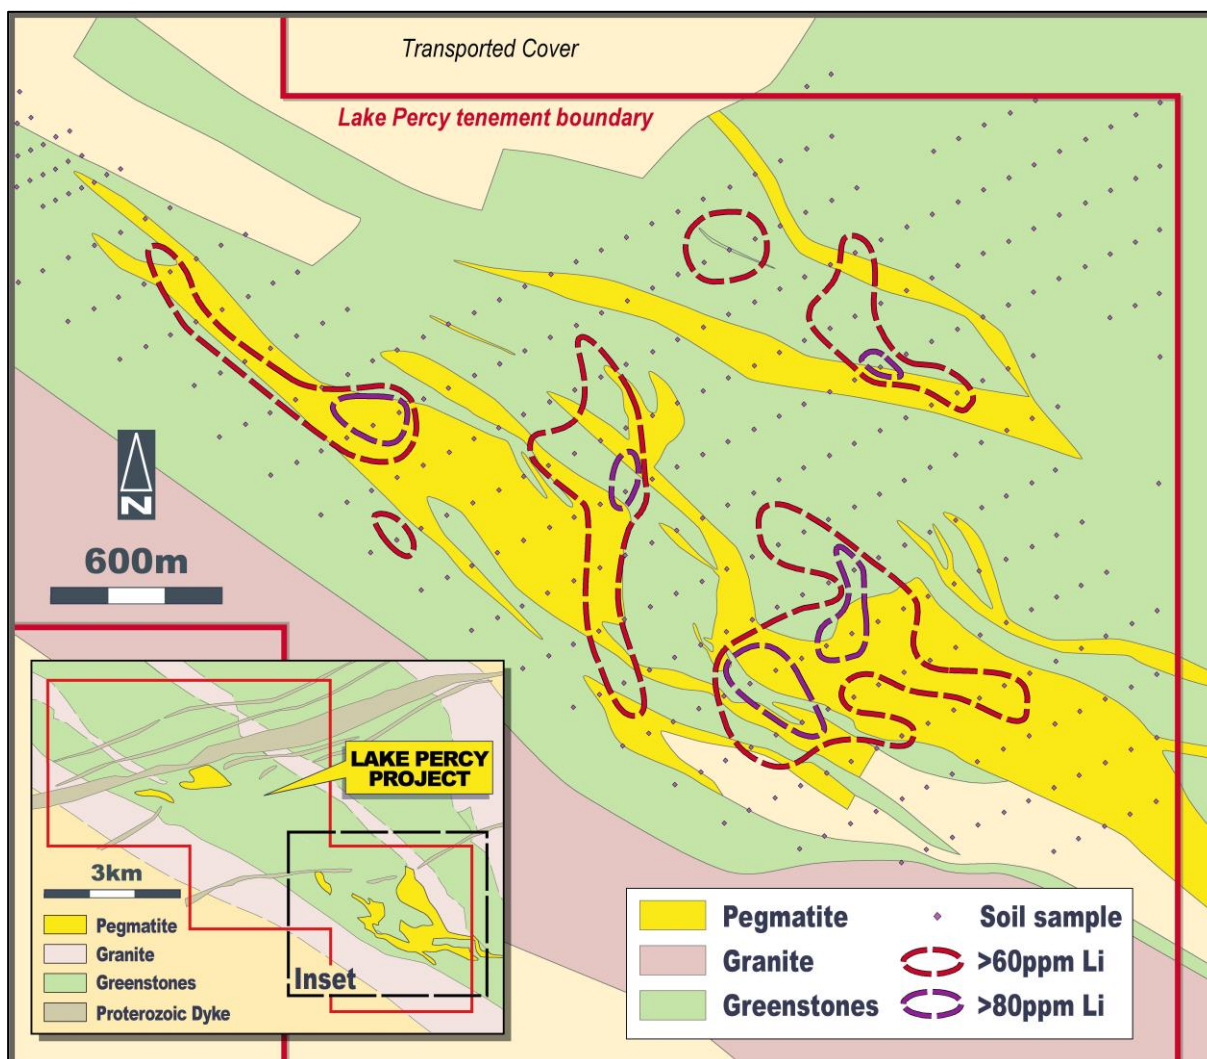 Transported Cover
Lake Percy tenement boundary
N
600m
LAKE PERCY
PROJECT
3km
Pegmatite
Granite
Greenstones
Proterozoic Dyke
Inset
Pegmatite
Granite
Greenstones
Soil sample
>60ppm Li
>80ppm Li